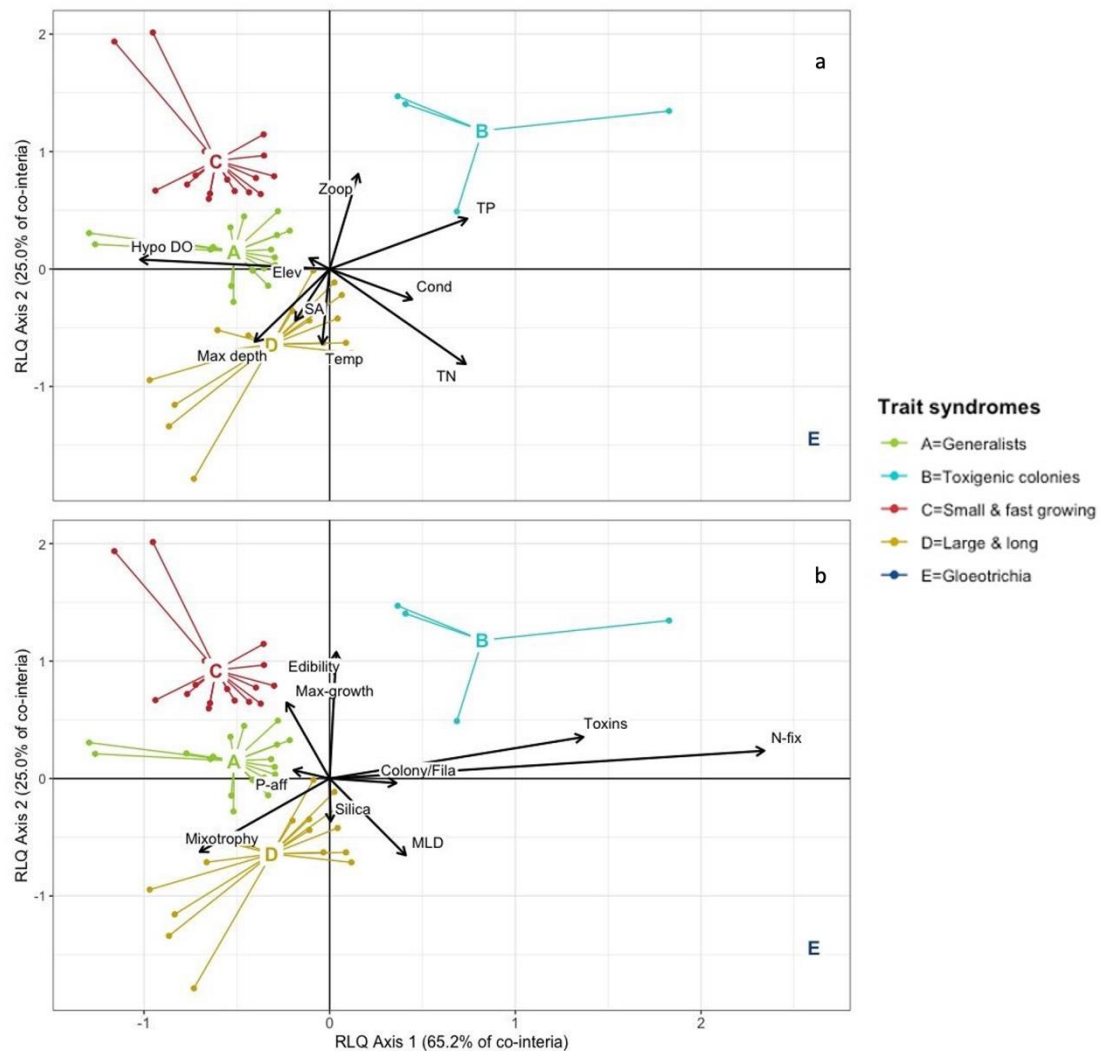 a
2
1
0
-1
RLQ Axis 2 (25.0% of co-interia)
C
B
A
D
E
Zoop
TP
Hypo DO
Elev
Cond
SA
Max depth
Temp
TN
Trait syndromes
A=Generalists
B=Toxigenic colonies
C=Small & fast growing
D=Large & long
E=Gloeotrichia
b
2
1
0
-1
RLQ Axis 2 (25.0% of co-interia)
C
B
A
D
E
Edibility
Max-growth
Toxins
N-fix
Colony/Fila
P-aff
Silica
Mixotrophy
MLD
-1
0
1
2
RLQ Axis 1 (65.2% of co-interia)